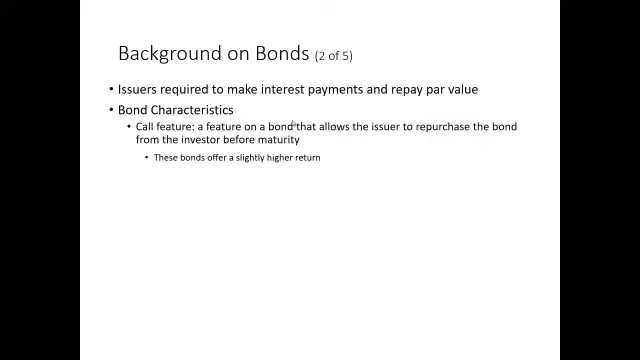 Background on Bonds (2 of 5)
• Issuers required to make interest payments and repay par value
• Bond Characteristics
• Call feature: a feature on a bond that allows the issuer to repurchase the bond
from the investor before maturity
• These bonds offer a slightly higher return